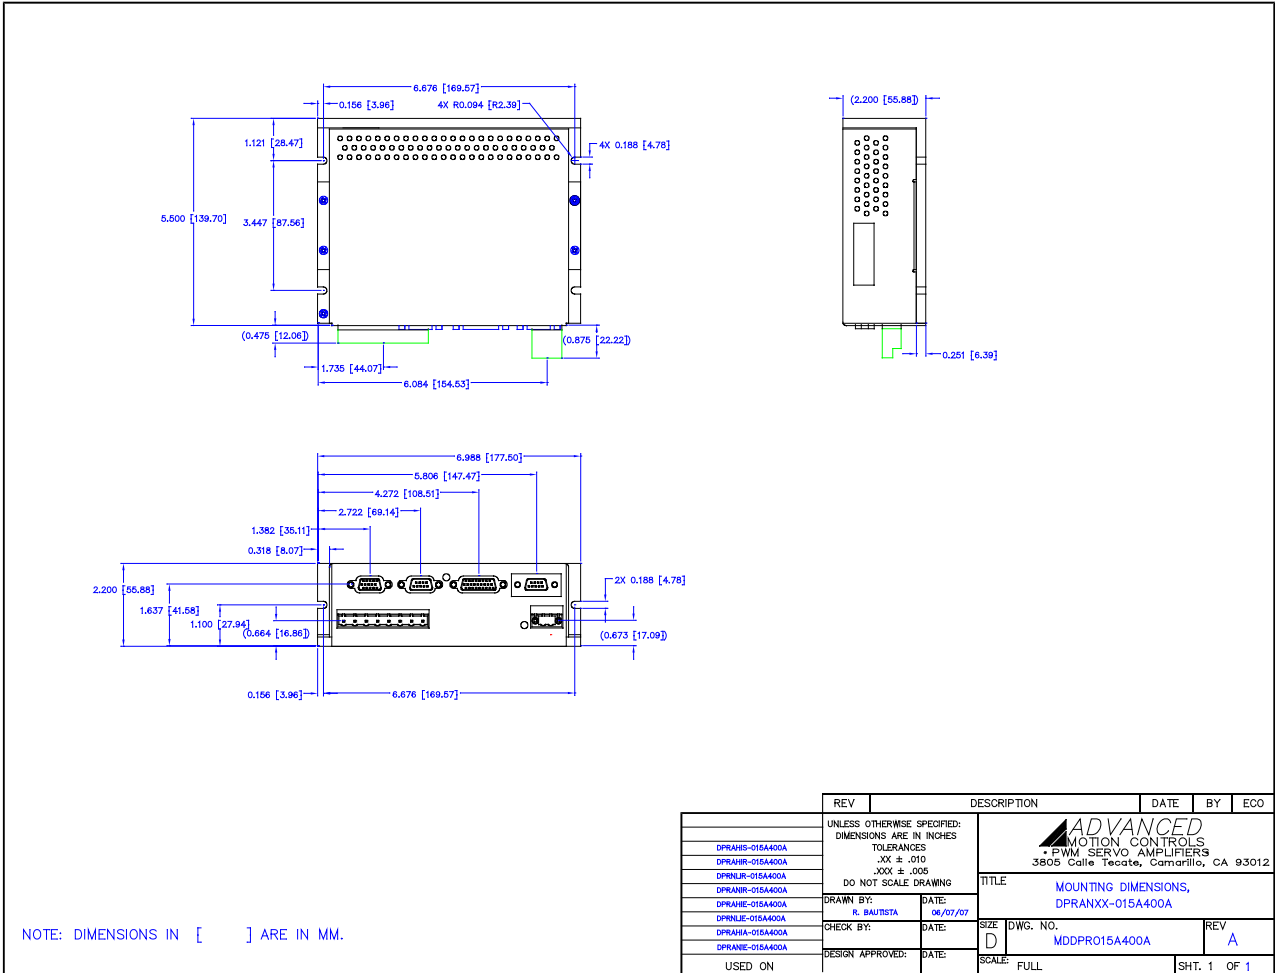 6.676 [169.57]
0.156 [3.96]
4X R0.094 [R2.39]
1.121 [28.47]
4X 0.188 [4.78]
5.500 [139.70]
3.447 [87.56]
(0.475 [12.06])
(0.875 [22.22])
1.735 [44.07]
6.084 [154.53]
(2.200 [55.88])
0.251 [6.39]
6.988 [177.50]
5.806 [147.47]
4.272 [108.51]
2.722 [69.14]
1.382 [35.11]
0.318 [8.07]
2.200 [55.88]
1.637 [41.58]
1.100 [27.94]
(0.664 [16.86])
2X 0.188 [4.78]
(0.673 [17.09])
0.156 [3.96]
6.676 [169.57]
NOTE: DIMENSIONS IN [ ] ARE IN MM.
REV DESCRIPTION DATE BY ECO
DPRAHIS-015A400A
DPRAHIR-015A400A
DPRNLIR-015A400A
DPRANIR-015A400A
DPRAHIE-015A400A
DPRNLIE-015A400A
DPRAHIA-015A400A
DPRANIE-015A400A
USED ON
UNLESS OTHERWISE SPECIFIED:
DIMENSIONS ARE IN INCHES
TOLERANCES
.XX ± .010
.XXX ± .005
DO NOT SCALE DRAWING
DRAWN BY: DATE:
R. BAUTISTA 06/07/07
CHECK BY: DATE:
DESIGN APPROVED: DATE:
ADVANCED
MOTION CONTROLS
• PWM SERVO AMPLIFIERS
3805 Calle Tecate, Camarillo, CA 93012
TITLE
MOUNTING DIMENSIONS,
DPRANXX-015A400A
SIZE DWG. NO. REV
D MDDPRO15A400A A
SCALE: FULL SHT. 1 OF 1